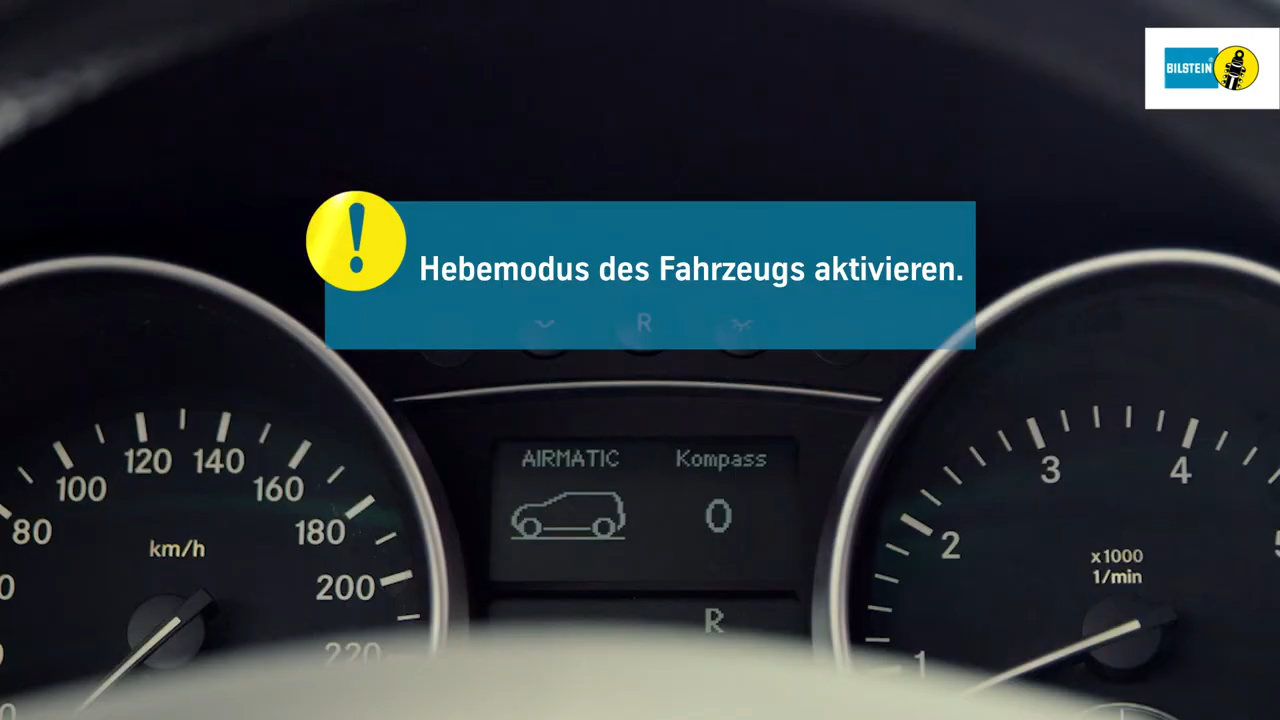 BILSTEIN®
! Hebemodus des Fahrzeugs aktivieren.
R
AIRMATIC Kompass
0
R
80 100 120 140 160 180 200 220
km/h
1 2 3 4
x1000
1/min